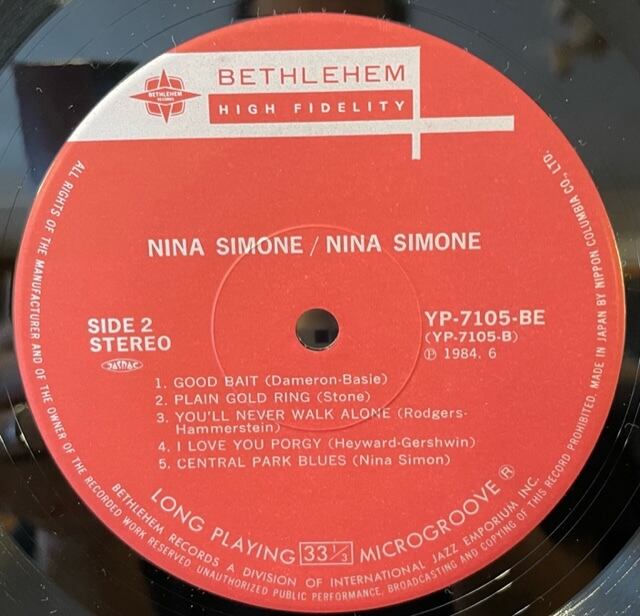 BETHLEHEM
RECORDS
BETHLEHEM
HIGH FIDELITY
NINA SIMONE / NINA SIMONE
SIDE 2
STEREO
JASRAC
YP-7105-BE
(YP-7105-B)
Ⓟ 1984. 6
1. GOOD BAIT (Dameron-Basie)
2. PLAIN GOLD RING (Stone)
3. YOU'LL NEVER WALK ALONE (Rodgers-
Hammerstein)
4. I LOVE YOU PORGY (Heyward-Gershwin)
5. CENTRAL PARK BLUES (Nina Simon)
LONG PLAYING 33⅓ MICROGROOVE ®
BETHLEHEM RECORDS A DIVISION OF INTERNATIONAL JAZZ EMPORIUM INC.
ALL RIGHTS OF THE MANUFACTURER AND OF THE OWNER OF THE RECORDED WORK RESERVED. UNAUTHORIZED PUBLIC PERFORMANCE, BROADCASTING AND COPYING OF THIS RECORD PROHIBITED. MADE IN JAPAN BY NIPPON COLUMBIA CO., LTD.